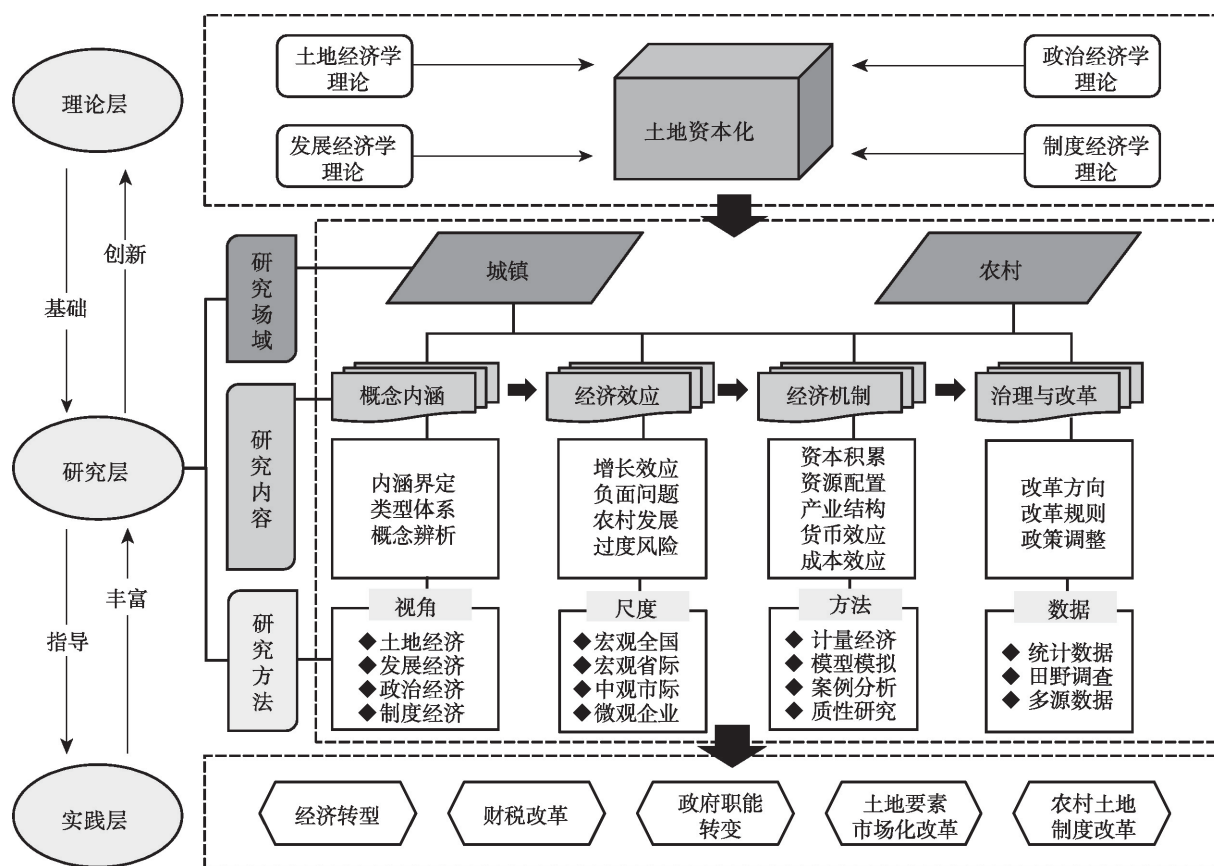 理论层
土地经济学
理论
发展经济学
理论
土地资本化
政治经济学
理论
制度经济学
理论
基础
创新
研究场域
城镇
农村
研究层
研究内容
概念内涵
经济效应
经济机制
治理与改革
内涵界定
类型体系
概念辨析
增长效应
负面问题
农村发展
过度风险
资本积累
资源配置
产业结构
货币效应
成本效应
改革方向
改革规则
政策调整
指导
丰富
研究方法
视角
◆土地经济
◆发展经济
◆政治经济
◆制度经济
尺度
◆宏观全国
◆宏观省际
◆中观市际
◆微观企业
方法
◆计量经济
◆模型模拟
◆案例分析
◆质性研究
数据
◆统计数据
◆田野调查
◆多源数据
实践层
经济转型
财税改革
政府职能
转变
土地要素
市场化改革
农村土地
制度改革